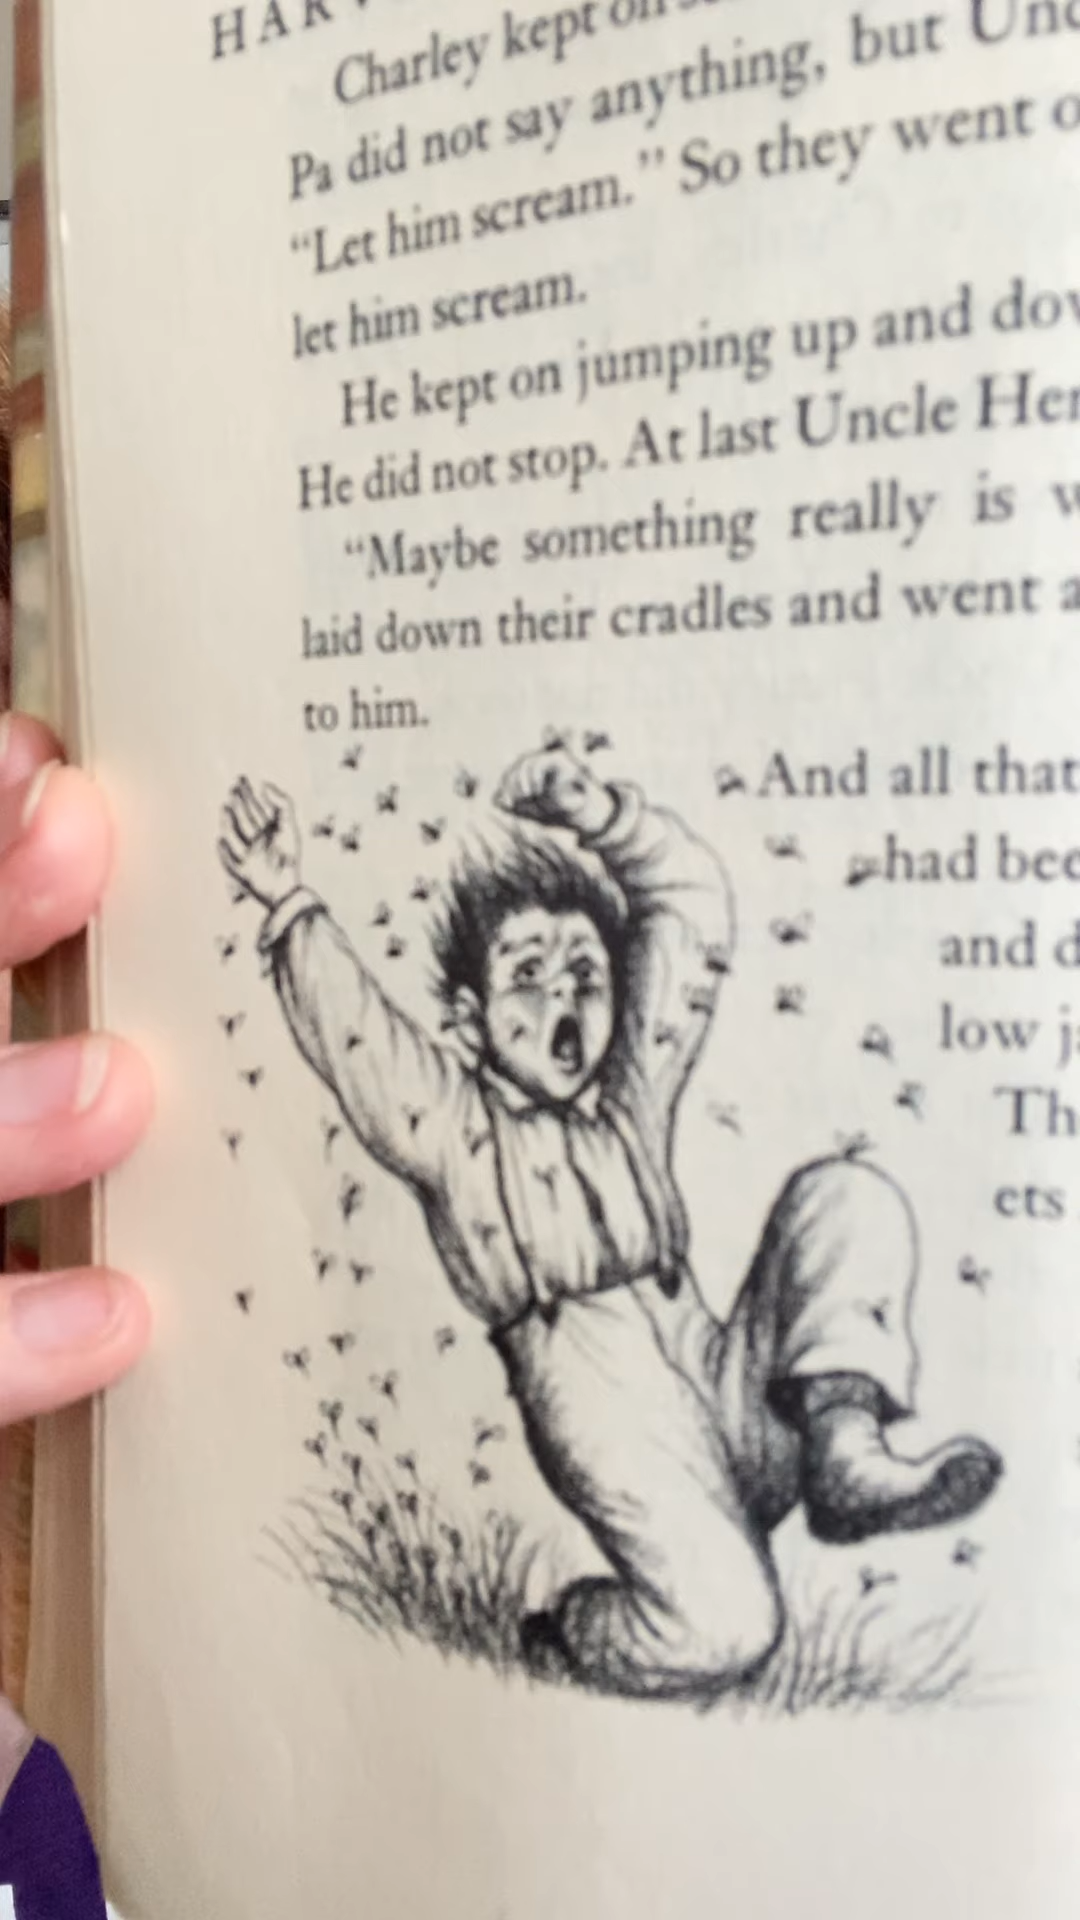 HAR
Charley kept on
Pa did not say anything, but
“Let him scream.” So they went
let him scream.
He kept on jumping up and
He did not stop. At last Uncle
“Maybe something really is
laid down their cradles and went
to him.
And all that
had
and
low
ets